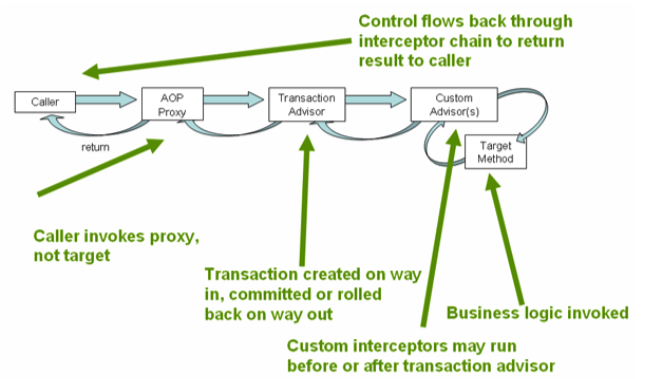 Control flows back through
interceptor chain to return
result to caller
Caller
AOP
Proxy
Transaction
Advisor
Custom
Advisor(s)
return
Target
Method
Caller invokes proxy,
not target
Transaction created on way
in, committed or rolled
back on way out
Business logic invoked
Custom interceptors may run
before or after transaction advisor